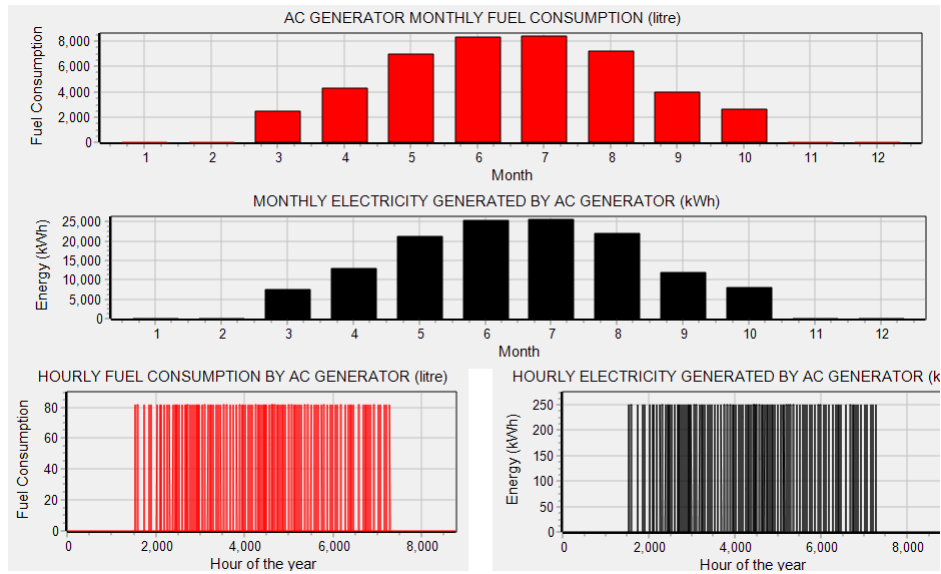 AC GENERATOR MONTHLY FUEL CONSUMPTION (litre)
Fuel Consumption
8,000
6,000
4,000
2,000
0
1 2 3 4 5 6 7 8 9 10 11 12
Month
MONTHLY ELECTRICITY GENERATED BY AC GENERATOR (kWh)
Energy (kWh)
25,000
20,000
15,000
10,000
5,000
0
1 2 3 4 5 6 7 8 9 10 11 12
Month
HOURLY FUEL CONSUMPTION BY AC GENERATOR (litre)
Fuel Consumption
80
60
40
20
0
0 2,000 4,000 6,000 8,000
Hour of the year
HOURLY ELECTRICITY GENERATED BY AC GENERATOR (k
Energy (kWh)
250
200
150
100
50
0
0 2,000 4,000 6,000 8,000
Hour of the year